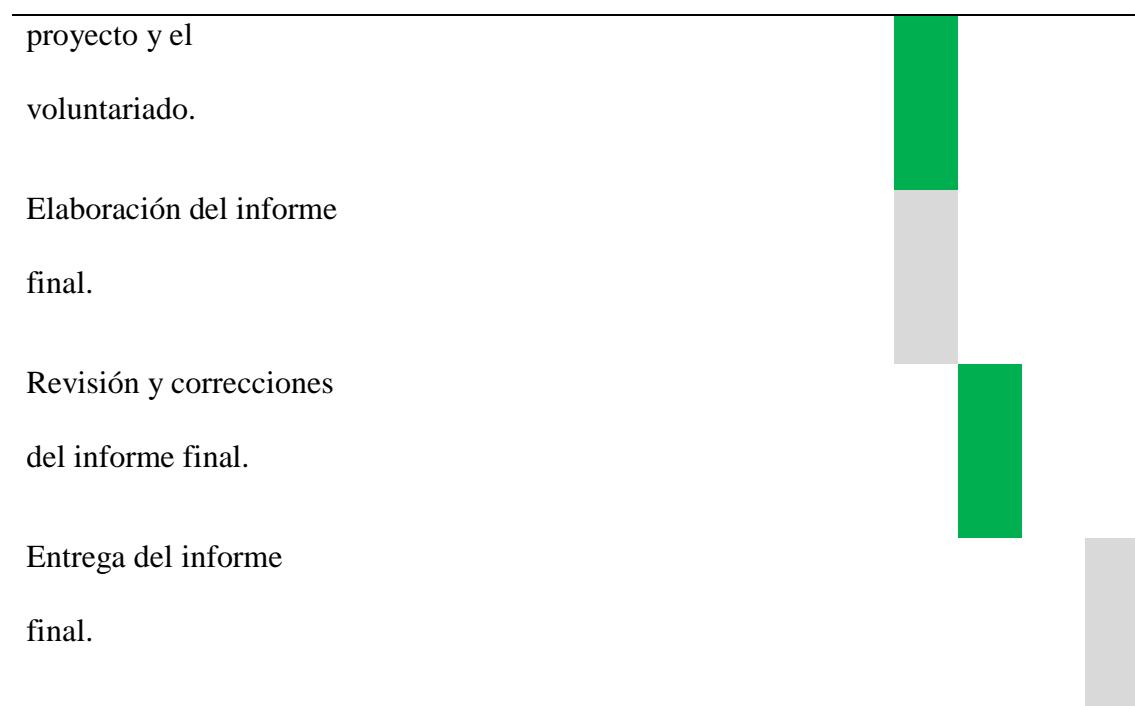 proyecto y el
voluntariado.
Elaboración del informe
final.
Revisión y correcciones
del informe final.
Entrega del informe
final.